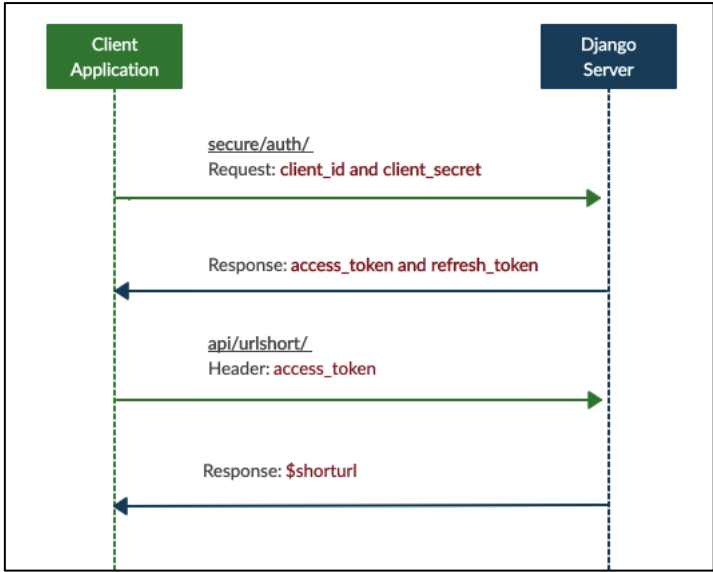 Client
Application
Django
Server
secure/auth/
Request: client_id and client_secret
Response: access_token and refresh_token
api/urlshort/
Header: access_token
Response: $shorturl